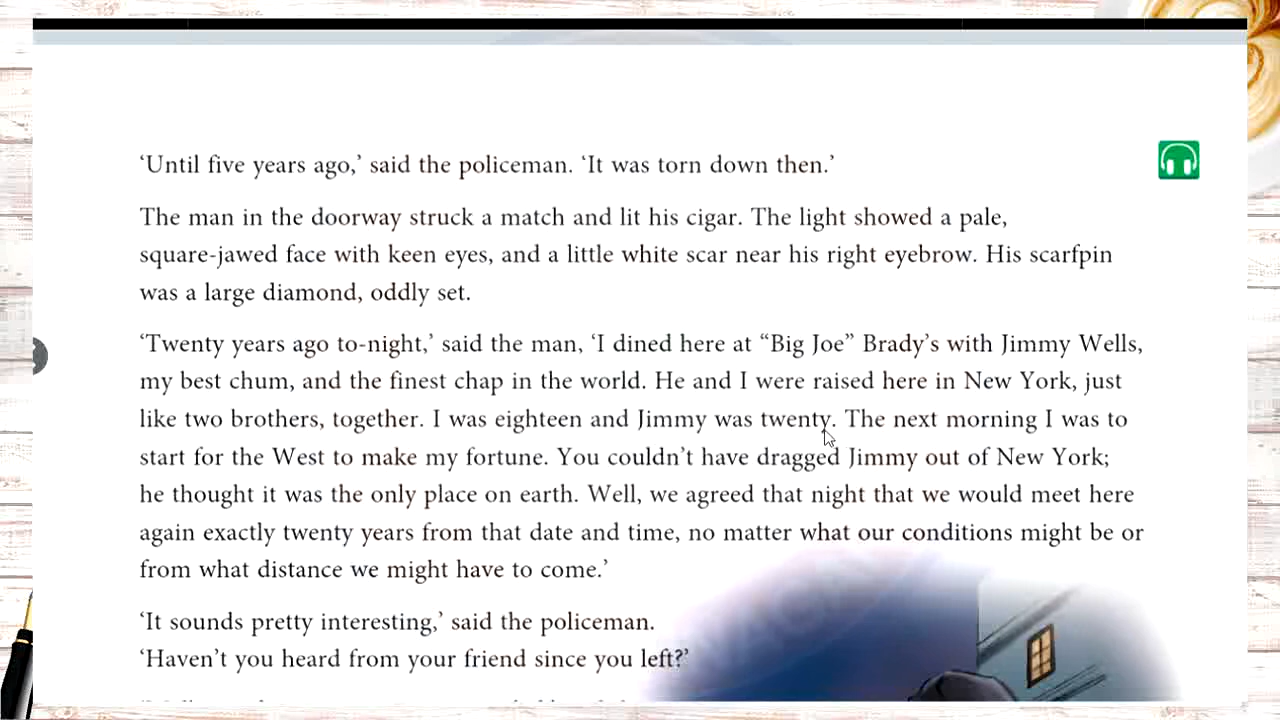 ‘Until five years ago,’ said the policeman. ‘It was torn down then.’
The man in the doorway struck a match and lit his cigar. The light showed a pale,
square-jawed face with keen eyes, and a little white scar near his right eyebrow. His scarfpin
was a large diamond, oddly set.
‘Twenty years ago to-night,’ said the man, ‘I dined here at “Big Joe” Brady’s with Jimmy Wells,
my best chum, and the finest chap in the world. He and I were raised here in New York, just
like two brothers, together. I was eighteen and Jimmy was twenty. The next morning I was to
start for the West to make my fortune. You couldn’t have dragged Jimmy out of New York;
he thought it was the only place on earth. Well, we agreed that night that we would meet here
again exactly twenty years from that date and time, no matter what our conditions might be or
from what distance we might have to come.’
‘It sounds pretty interesting,’ said the policeman.
‘Haven’t you heard from your friend since you left?’